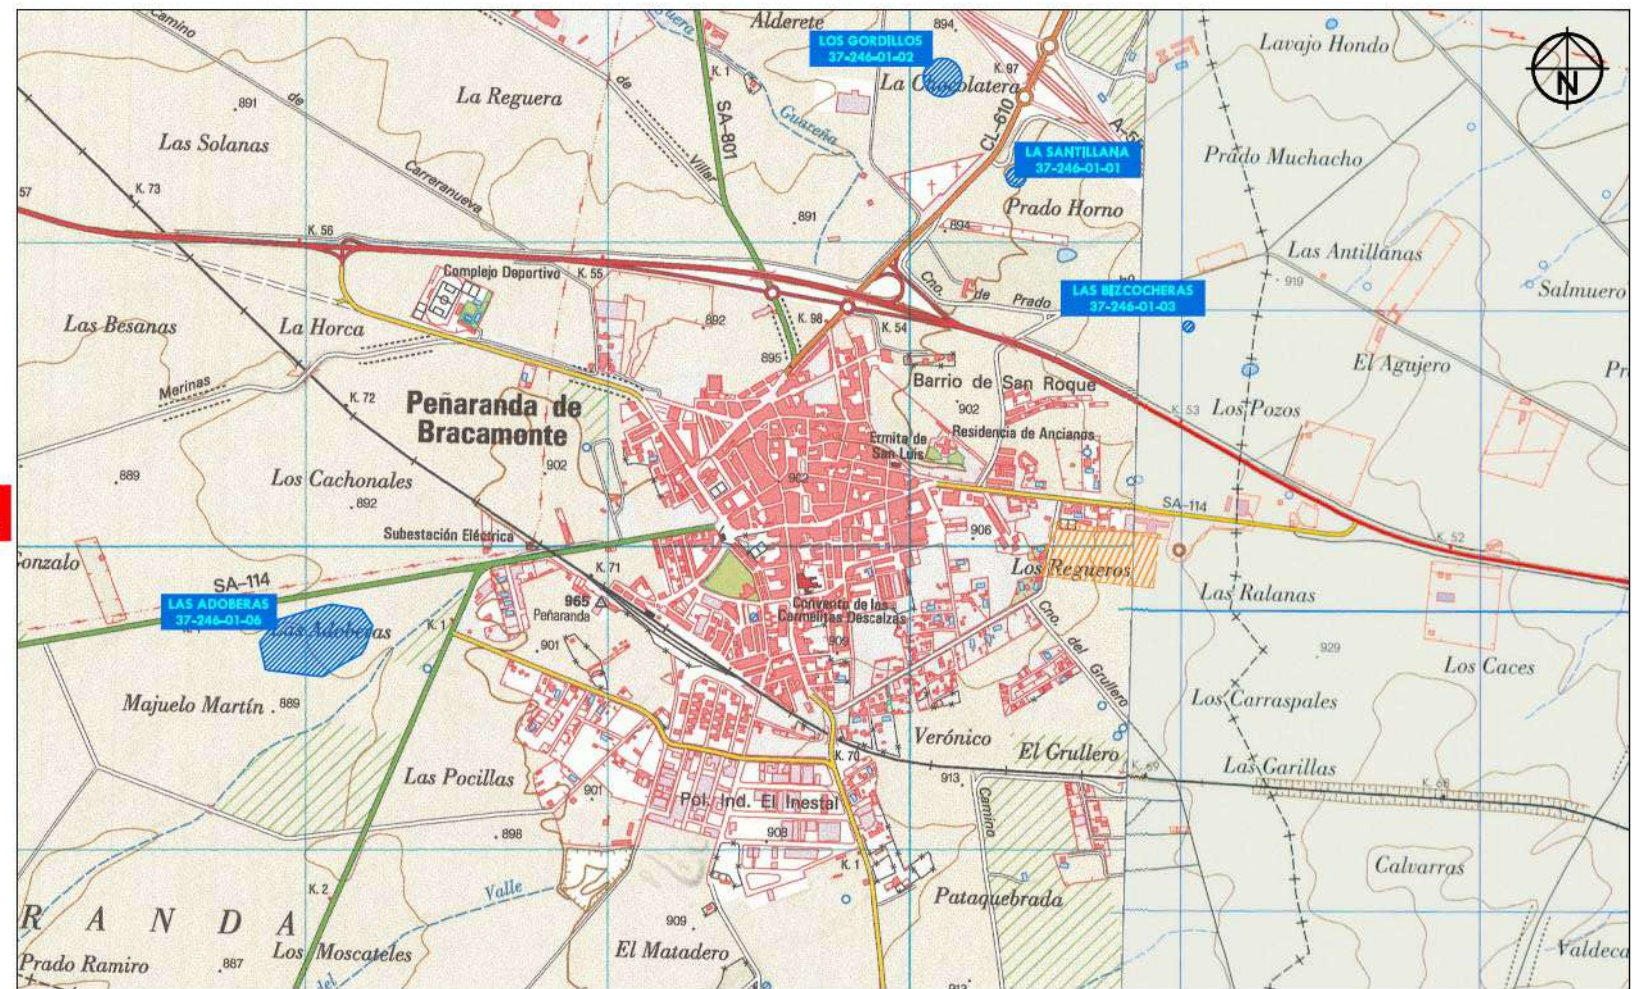 Camino
Alderete
894
LOS GORDILLOS
37-246-01-02
K. 97
Lavajo Hondo
N
K. 1
La Reguera
de
de
891
La Chocolatera
SA-801
Guareña
CL-610
Las Solanas
Villar
LA SANTILLANA
37-246-01-01
Prado Muchacho
Carreranueva
57
K. 73
891
Prado Horno
894
K. 56
Las Antillanas
Complejo Deportivo
K. 55
Cno.
de
Prado
919
LAS BIZCOCHERAS
37-246-01-03
Salmuero
Las Besanas
La Horca
892
K. 98
K. 54
895
El Agujero
Merinas
Barrio de San Roque
K. 72
Peñaranda de
Bracamonte
902
K. 53
Los Pozos
Ermita de
San Luis
Residencia de Ancianos
902
889
Los Cachonales
892
902
SA-114
Subestación Eléctrica
906
K. 52
Gonzalo
K. 71
Los Regueros
SA-114
965
Peñaranda
Las Ralanas
LAS ADOBERAS
37-246-01-06
Las Adoberas
K. 1
Convento de las
Carmelitas Descalzas
Cno.
del
Grullero
901
909
929
Los Caces
Majuelo Martín
889
Los Carraspales
Verónico
El Grullero
K. 70
K. 69
Las Garillas
Las Pocillas
913
K. 68
901
Pol. Ind. El Inestal
Camino
898
908
K. 1
Calvarras
K. 2
Valle
Pataquebrada
R A N D A
909
Los Moscateles
El Matadero
Prado Ramiro
887
Valdeca
del